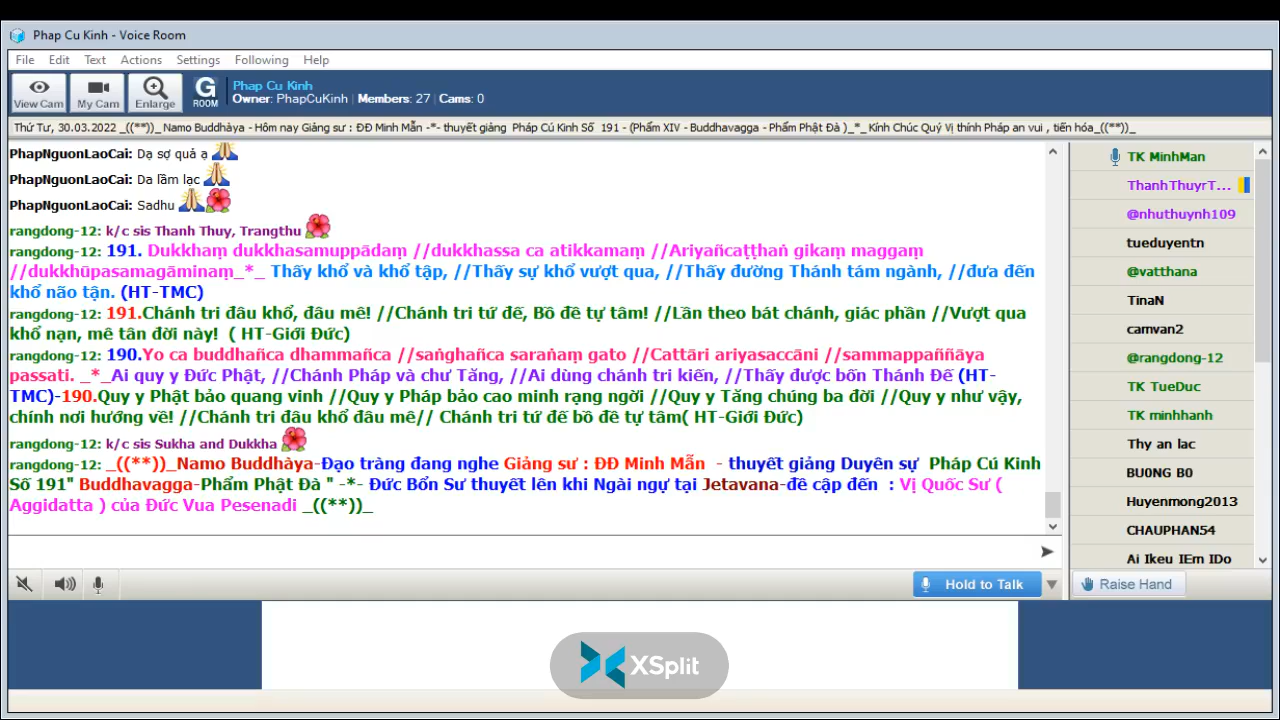 Phap Cu Kinh - Voice Room
File Edit Text Actions Settings Following Help
View Cam My Cam Enlarge G ROOM
Phap Cu Kinh
Owner: PhapCuKinh | Members: 27 | Cams: 0
Thứ Tư, 30.03.2022 _((**))_ Namo Buddhàya - Hôm nay Giảng sư : ĐĐ Minh Mẫn -*- thuyết giảng Pháp Cú Kinh Số 191 - (Phẩm XIV - Buddhavagga - Phẩm Phật Đà )_*_ Kính Chúc Quý Vị thính Pháp an vui , tiến hóa_((**))_
PhapNguonLaoCai: Dạ sợ quả ạ
PhapNguonLaoCai: Da lầm lạc
PhapNguonLaoCai: Sadhu
rangdong-12: k/c sis Thanh Thuy, Trangthu
rangdong-12: 191. Dukkhaṃ dukkhasamuppādaṃ //dukkhassa ca atikkamaṃ //Ariyañcaṭṭhaṅ gikaṃ maggaṃ
//dukkhūpasamagāminaṃ_*_ Thấy khổ và khổ tập, //Thấy sự khổ vượt qua, //Thấy đường Thánh tám ngành, //đưa đến
khổ não tận. (HT-TMC)
rangdong-12: 191.Chánh tri đâu khổ, đâu mê! //Chánh tri tứ đế, Bồ đề tự tâm! //Lần theo bát chánh, giác phần //Vượt qua
khổ nạn, mê tân đời này! ( HT-Giới Đức)
rangdong-12: 190.Yo ca buddhañca dhammañca //saṅghañca saraṇaṃ gato //Cattāri ariyasaccāni //sammappaññāya
passati. _*_Ai quy y Đức Phật, //Chánh Pháp và chư Tăng, //Ai dùng chánh tri kiến, //Thấy được bốn Thánh Đế (HT-
TMC)-190.Quy y Phật bảo quang vinh //Quy y Pháp bảo cao minh rạng ngời //Quy y Tăng chúng ba đời //Quy y như vậy,
chính nơi hướng về! //Chánh tri đâu khổ đâu mê// Chánh tri tứ đế bồ đề tự tâm( HT-Giới Đức)
rangdong-12: k/c sis Sukha and Dukkha
rangdong-12: _((**))_Namo Buddhàya-Đạo tràng đang nghe Giảng sư : ĐĐ Minh Mẫn - thuyết giảng Duyên sự Pháp Cú Kinh
Số 191" Buddhavagga-Phẩm Phật Đà " -*- Đức Bổn Sư thuyết lên khi Ngài ngự tại Jetavana-đề cập đến : Vị Quốc Sư (
Aggidatta ) của Đức Vua Pesenadi _((**))_
TK MinhMan
ThanhThuyrT...
@nhuthuynh109
tueduyentn
@vatthana
TinaN
camvan2
@rangdong-12
TK TueDuc
TK minhhanh
Thy an lac
BU0NG B0
Huyenmong2013
CHAUPHAN54
Ai Ikeu IEm IDo
Hold to Talk
Raise Hand
XSplit